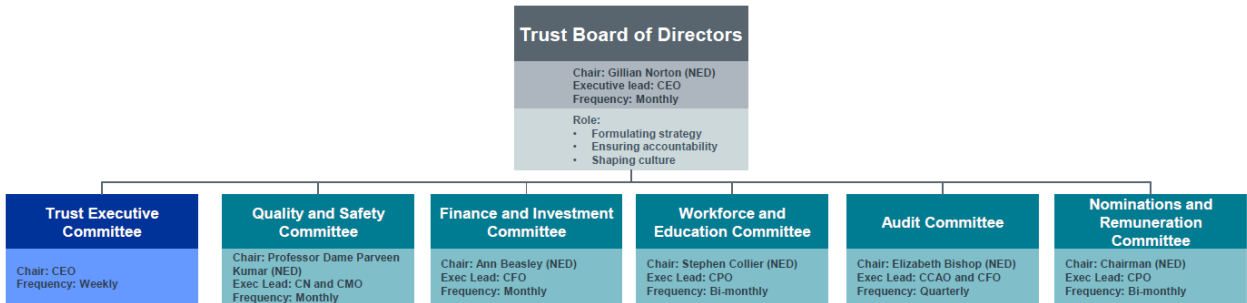 Trust Board of Directors
Chair: Gillian Norton (NED)
Executive lead: CEO
Frequency: Monthly
Role:
• Formulating strategy
• Ensuring accountability
• Shaping culture
Trust Executive
Committee
Chair: CEO
Frequency: Weekly
Quality and Safety
Committee
Chair: Professor Dame Parveen
Kumar (NED)
Exec Lead: CN and CMO
Frequency: Monthly
Finance and Investment
Committee
Chair: Ann Beasley (NED)
Exec Lead: CFO
Frequency: Monthly
Workforce and
Education Committee
Chair: Stephen Collier (NED)
Exec Lead: CPO
Frequency: Bi-monthly
Audit Committee
Chair: Elizabeth Bishop (NED)
Exec Lead: CCAO and CFO
Frequency: Quarterly
Nominations and
Remuneration
Committee
Chair: Chairman (NED)
Exec Lead: CPO
Frequency: Bi-monthly